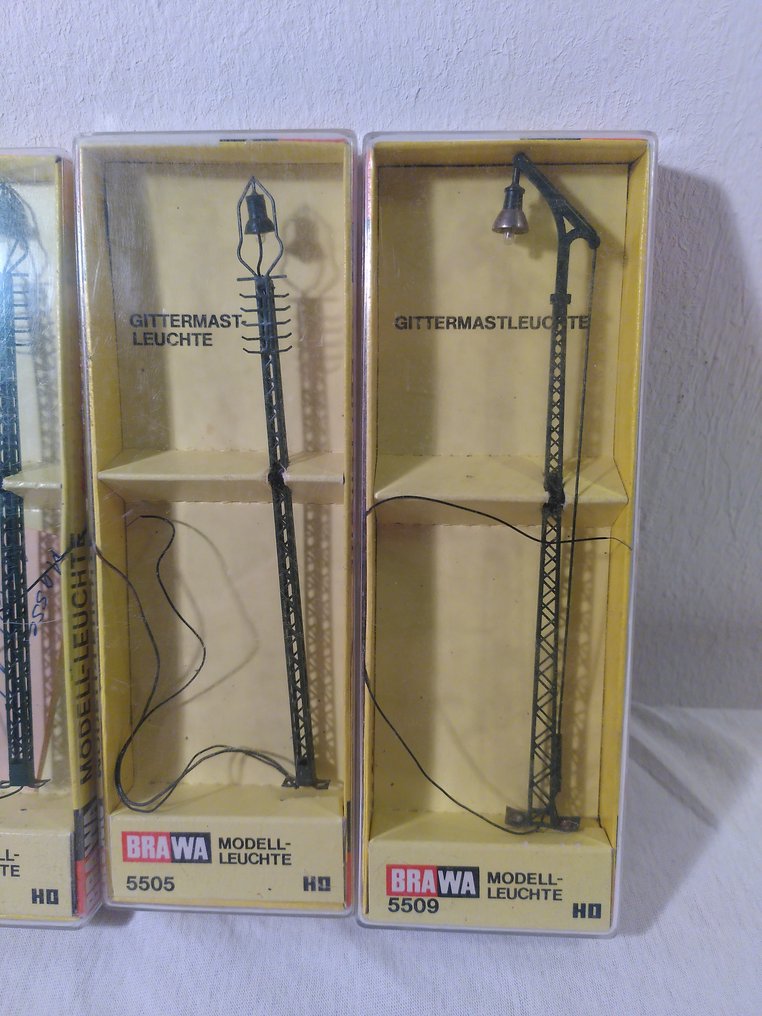 MODELL-LEUCHTE
GITTERMAST-
LEUCHTE
BRAWA MODELL-
LEUCHTE
5505 H0
GITTERMASTLEUCHTE
BRAWA MODELL-
LEUCHTE
5509 H0
LL-
TE
H0